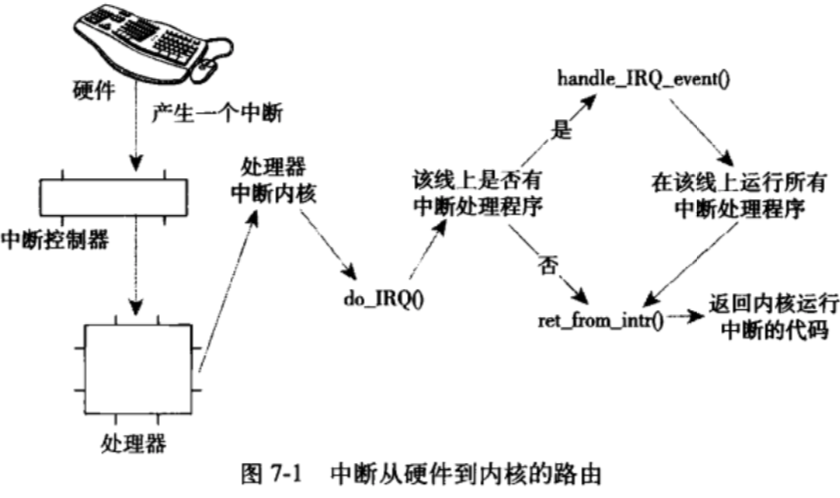 硬件
产生一个中断
中断控制器
处理器
处理器
中断内核
do_IRQ()
该线上是否有
中断处理程序
是
handle_IRQ_event()
在该线上运行所有
中断处理程序
否
ret_from_intr()
返回内核运行
中断的代码
图 7-1 中断从硬件到内核的路由